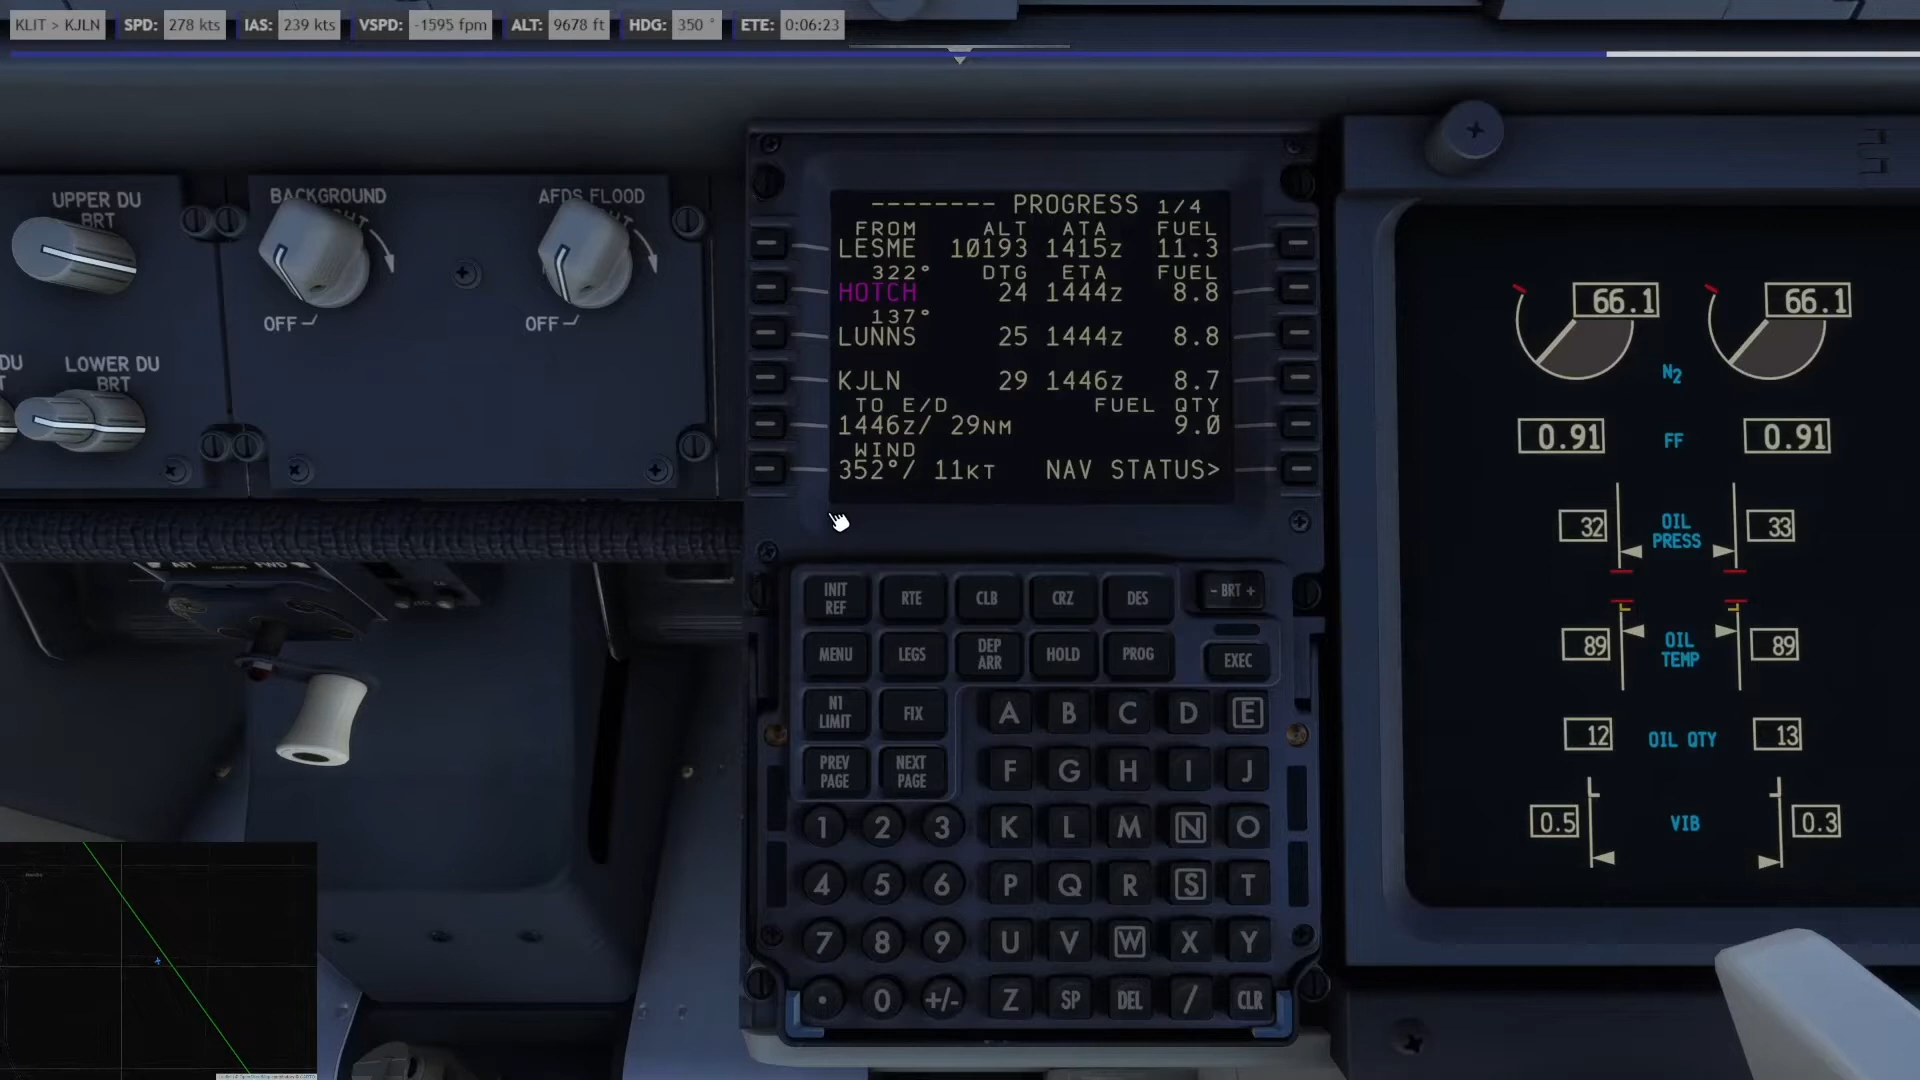 KLIT > KJLN SPD: 278 kts IAS: 239 kts VSPD: -1595 fpm ALT: 9678 ft HDG: 350 ° ETE: 0:06:23
UPPER DU
BRT
BACKGROUND
OFF
AFDS FLOOD
OFF
DU
LOWER DU
BRT
AFT FWD
-------- PROGRESS 1/4
FROM ALT ATA FUEL
LESME 10193 1415z 11.3
322° DTG ETA FUEL
HOTCH 24 1444z 8.8
137°
LUNNS 25 1444z 8.8
KJLN 29 1446z 8.7
TO E/D FUEL QTY
1446z/ 29NM 9.0
WIND
352°/ 11KT NAV STATUS>
INIT REF RTE CLB CRZ DES - BRT +
MENU LEGS DEP ARR HOLD PROG EXEC
N1 LIMIT FIX A B C D E
PREV PAGE NEXT PAGE F G H I J
1 2 3 K L M N O
4 5 6 P Q R S T
7 8 9 U V W X Y
. 0 +/- Z SP DEL / CLR
66.1 66.1
N2
0.91 FF 0.91
32 OIL PRESS 33
89 OIL TEMP 89
12 OIL QTY 13
0.5 VIB 0.3